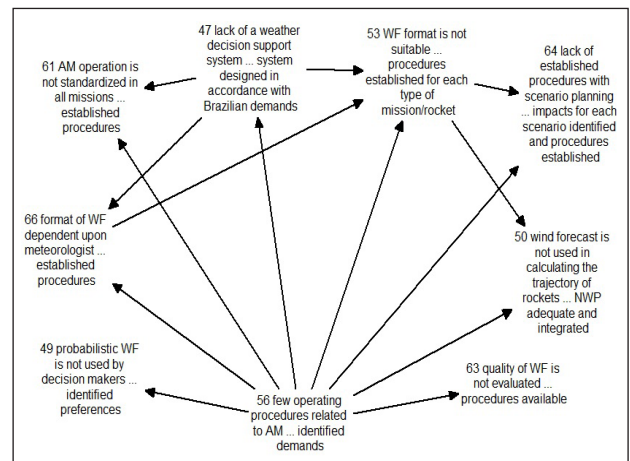 47 lack of a weather
decision support
system ... system
designed in
accordance with
Brazilian demands
53 WF format is not
suitable ...
procedures
established for each
type of
mission/rocket
61 AM operation is
not standardized in
all missions ...
established
procedures
64 lack of
established
procedures with
scenario planning
... impacts for each
scenario identified
and procedures
established
66 format of WF
dependent upon
meteorologist ...
established
procedures
50 wind forecast is
not used in
calculating the
trajectory of
rockets ... NWP
adequate and
integrated
49 probabilistic WF
is not used by
decision makers ...
identified
preferences
56 few operating
procedures related
to AM ... identified
demands
63 quality of WF is
not evaluated ...
procedures available